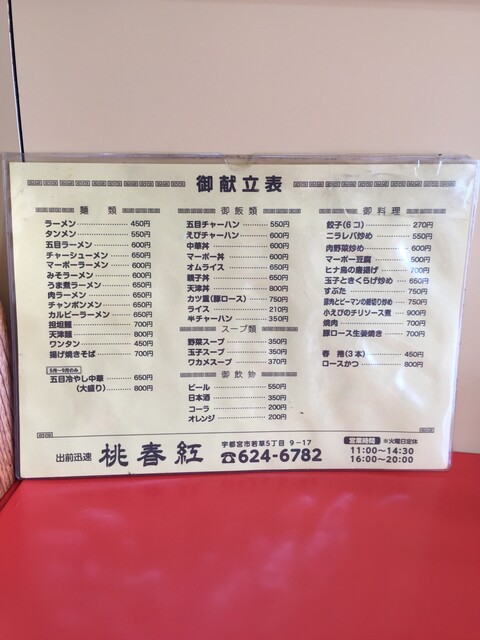 御献立表
麺類
ラーメン 450円
タンメン 550円
五目ラーメン 600円
チャーシューメン 650円
マーボーラーメン 600円
みそラーメン 600円
うま煮ラーメン 650円
肉ラーメン 650円
チャンポンメン 650円
カルビーラーメン 650円
担坦麺 700円
天津麺 700円
ワンタン 450円
揚げ焼きそば 700円
5月〜9月のみ
五目冷やし中華 650円
(大盛り) 800円
御飯類
五目チャーハン 550円
えびチャーハン 600円
中華丼 600円
マーボー丼 600円
オムライス 650円
親子丼 650円
天津丼 800円
カツ重(豚ロース) 750円
ライス 210円
半チャーハン 350円
スープ類
野菜スープ 350円
玉子スープ 350円
ワカメスープ 350円
御飲物
ビール 550円
日本酒 350円
コーラ 200円
オレンジ 200円
御料理
餃子(6コ) 270円
ニラレバ炒め 550円
肉野菜炒め 600円
マーボー豆腐 500円
ヒナ鳥の唐揚げ 700円
玉子ときくらげ炒め 650円
すぶた 750円
豚肉とピーマンの細切り炒め 750円
小えびのチリソース煮 900円
焼肉 700円
豚ロース生姜焼き 700円
春捲(3本) 450円
ロースかつ 800円
出前迅速 桃春紅
宇都宮市若草5丁目9-17
☎624-6782
営業時間 ※火曜日定休
11:00〜14:30
16:00〜20:00